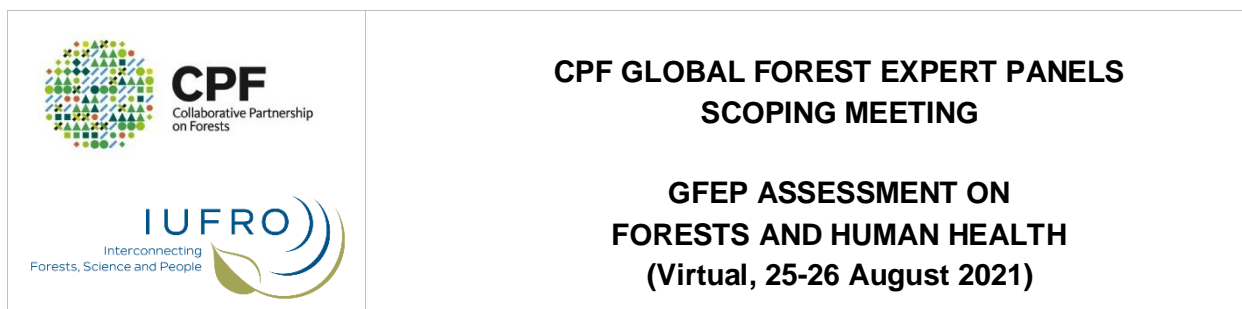 CPF
Collaborative Partnership
on Forests
IUFRO
Interconnecting
Forests, Science and People
CPF GLOBAL FOREST EXPERT PANELS
SCOPING MEETING
GFEP ASSESSMENT ON
FORESTS AND HUMAN HEALTH
(Virtual, 25-26 August 2021)